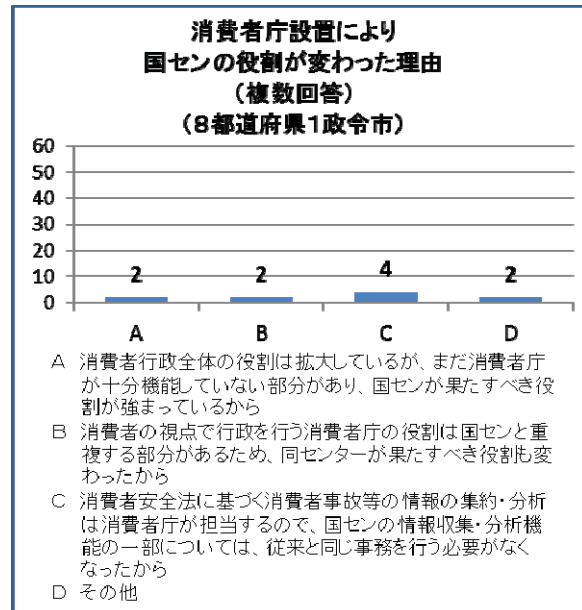 消費者庁設置により
国センの役割が変わった理由
（複数回答）
（８都道府県１政令市）
60
50
40
30
20
10
0
2 2 4 2
A B C D
A 消費者行政全体の役割は拡大しているが、まだ消費者庁
が十分機能していない部分があり、国センが果たすべき役
割が強まっているから
B 消費者の視点で行政を行う消費者庁の役割は国センと重
複する部分があるため、同センターが果たすべき役割も変
わったから
C 消費者安全法に基づく消費者事故等の情報の集約・分析
は消費者庁が担当するので、国センの情報収集・分析機
能の一部については、従来と同じ事務を行う必要がなく
なったから
D その他